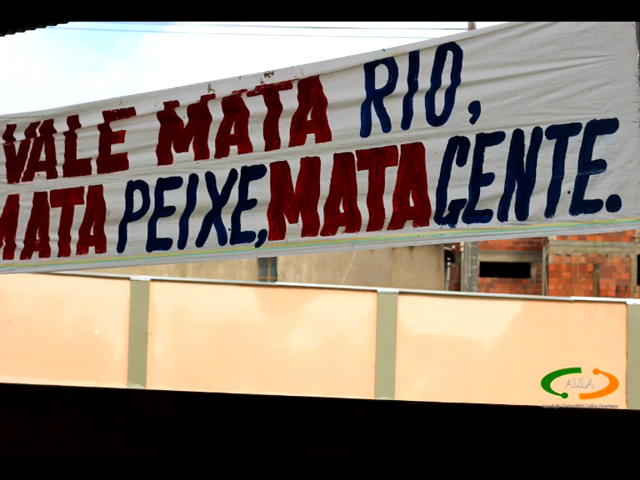 VALE MATA RIO,
MATA PEIXE, MATA GENTE.